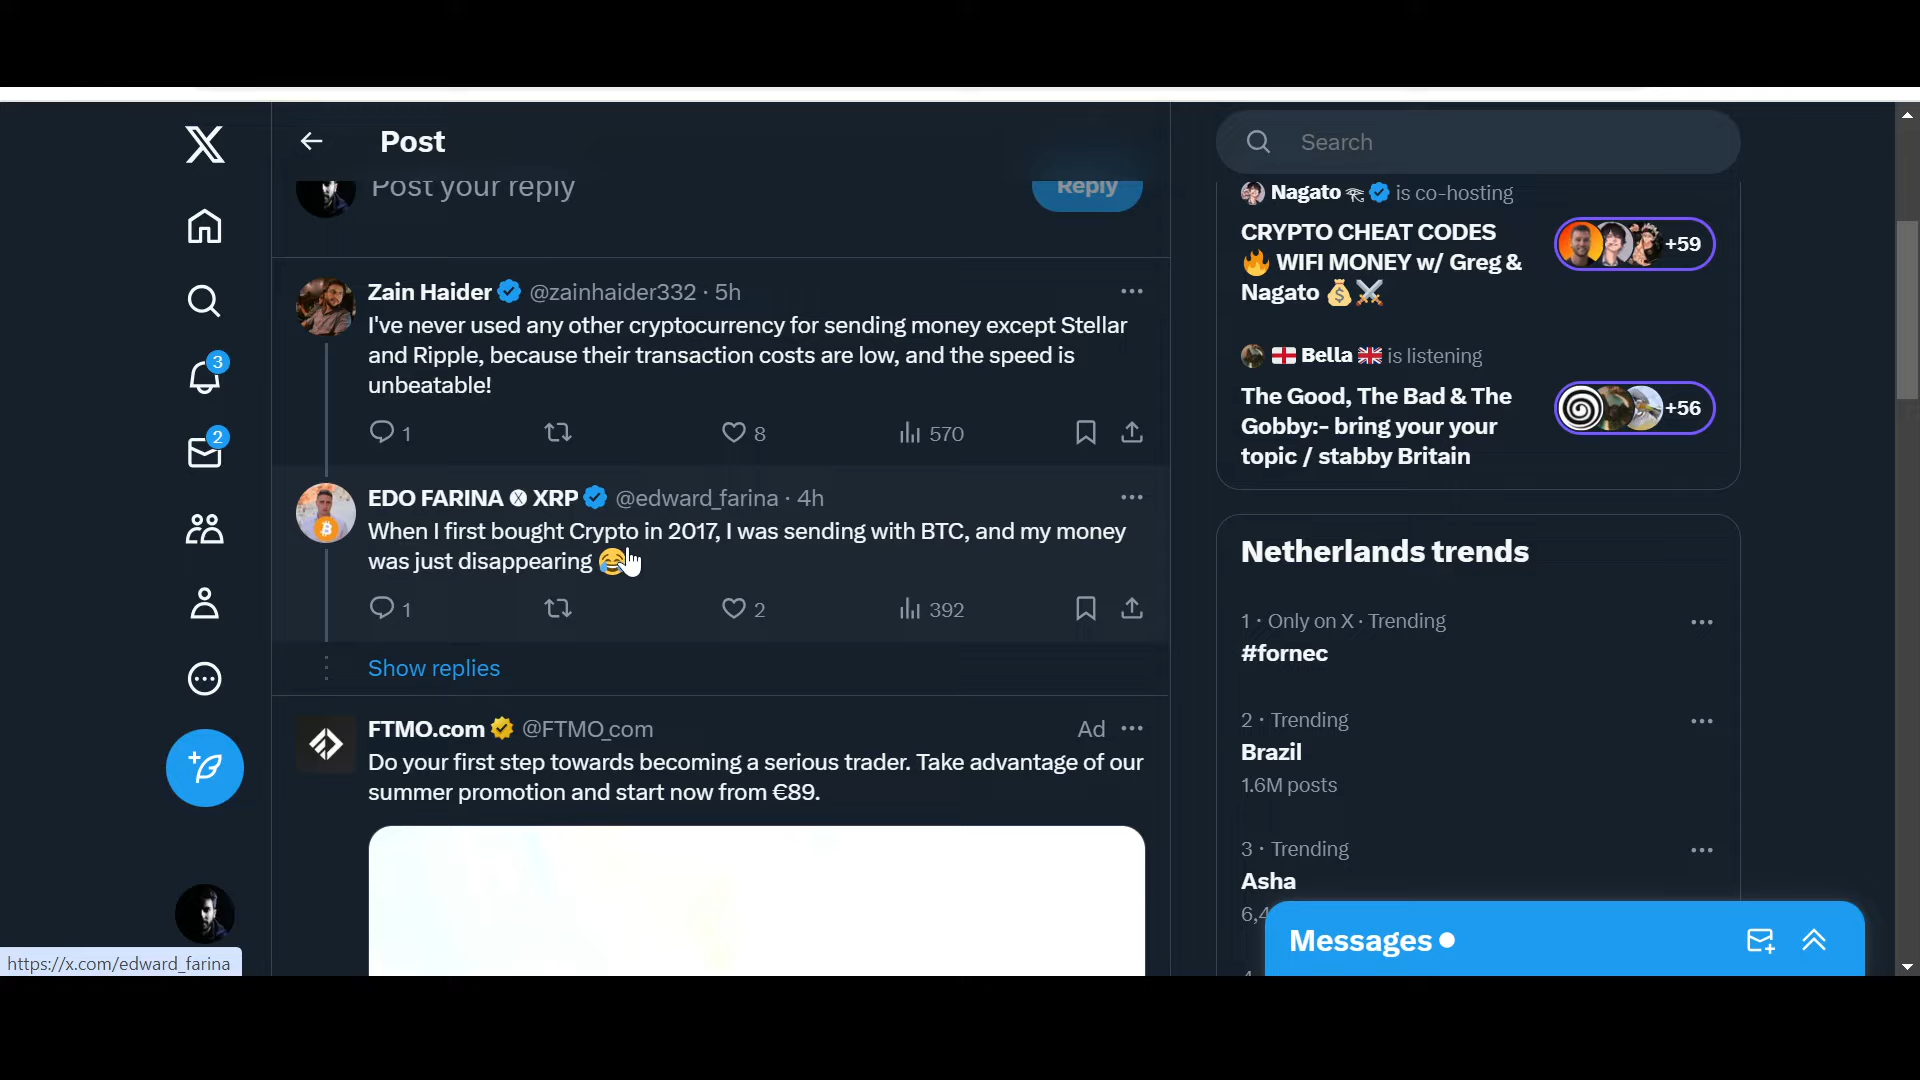 Post
Search
Post your reply
Reply
Zain Haider @zainhaider332 · 5h
I've never used any other cryptocurrency for sending money except Stellar
and Ripple, because their transaction costs are low, and the speed is
unbeatable!
1 8 570
EDO FARINA XRP @edward_farina · 4h
When I first bought Crypto in 2017, I was sending with BTC, and my money
was just disappearing 😂
1 2 392
Show replies
FTMO.com @FTMO_com Ad
Do your first step towards becoming a serious trader. Take advantage of our
summer promotion and start now from €89.
3
2
Nagato is co-hosting
CRYPTO CHEAT CODES
🔥 WIFI MONEY w/ Greg &
Nagato 💰⚔️
+59
🏴󠁧󠁢󠁥󠁮󠁧󠁿 Bella 🇬🇧 is listening
The Good, The Bad & The
Gobby:- bring your your
topic / stabby Britain
+56
Netherlands trends
1 · Only on X · Trending
#fornec
2 · Trending
Brazil
1.6M posts
3 · Trending
Asha
Messages
https://x.com/edward_farina